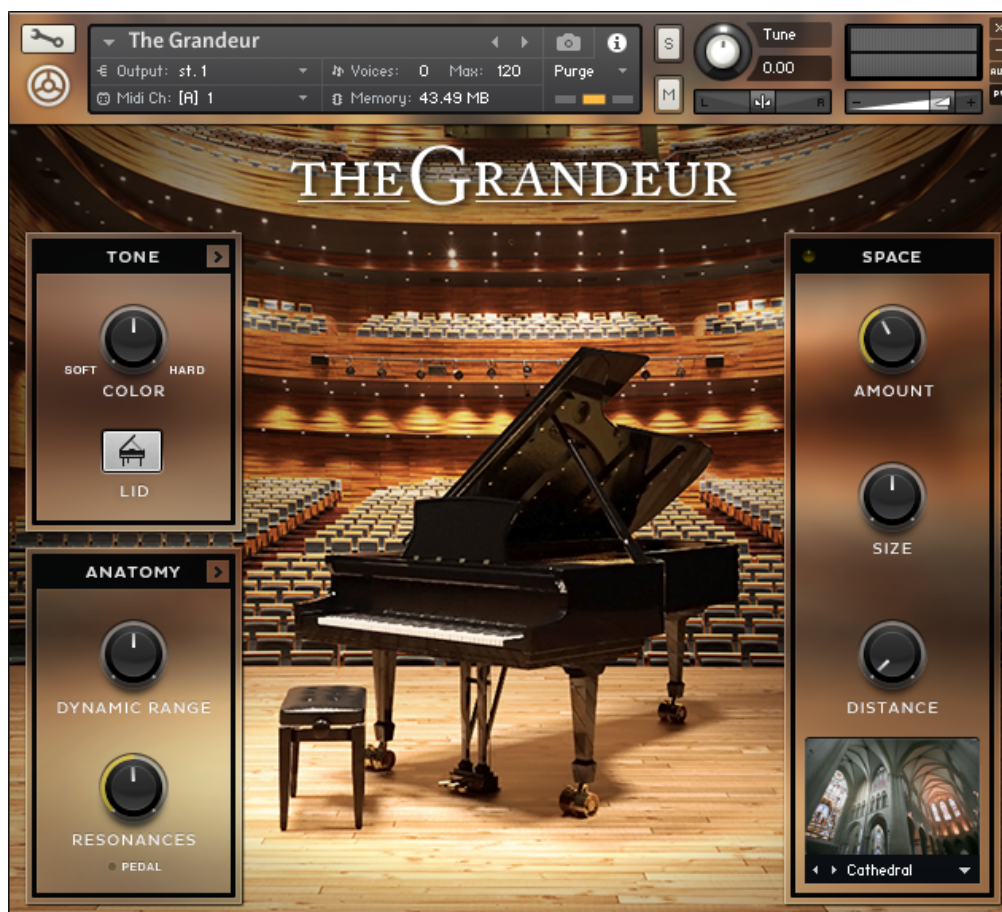 The Grandeur
Output: st.1
Voices: 0 Max: 120
Purge
Midi Ch: [A] 1
Memory: 43.49 MB
S
M
Tune
0.00
L
R
THE GRANDEUR
TONE
SOFT
HARD
COLOR
LID
ANATOMY
DYNAMIC RANGE
RESONANCES
PEDAL
SPACE
AMOUNT
SIZE
DISTANCE
Cathedral